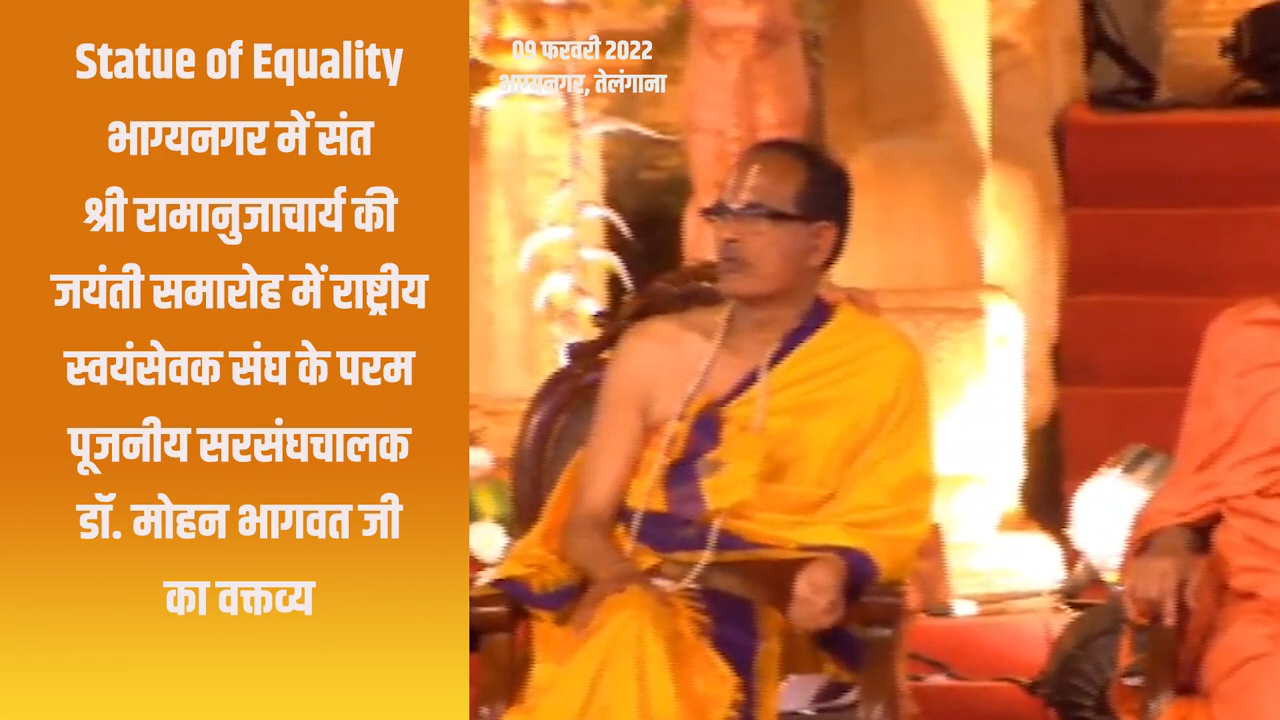 Statue of Equality
भाग्यनगर में संत
श्री रामानुजाचार्य की
जयंती समारोह में राष्ट्रीय
स्वयंसेवक संघ के परम
पूजनीय सरसंघचालक
डॉ. मोहन भागवत जी
का वक्तव्य
09 फरवरी 2022
भाग्यनगर, तेलंगाना